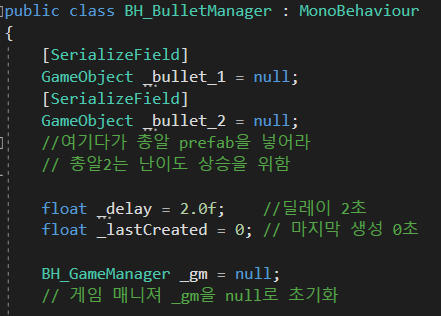 public class BH_BulletManager : MonoBehaviour
{
[SerializeField]
GameObject _bullet_1 = null;
[SerializeField]
GameObject _bullet_2 = null;
//여기다가 총알 prefab을 넣어라
// 총알2는 난이도 상승을 위함
float _delay = 2.0f; //딜레이 2초
float _lastCreated = 0; // 마지막 생성 0초
BH_GameManager _gm = null;
// 게임 매니져 _gm을 null로 초기화